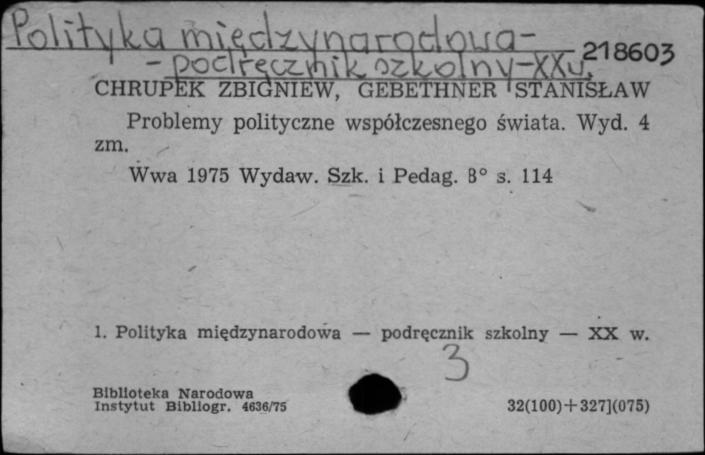 Polityka międzynarodowa-
- podręcznik szkolny-XXw.
218603
CHRUPEK ZBIGNIEW, GEBETHNER STANISŁAW
Problemy polityczne współczesnego świata. Wyd. 4
zm.
Wwa 1975 Wydaw. Szk. i Pedag. 8° s. 114
1. Polityka międzynarodowa — podręcznik szkolny — XX w.
3
Biblioteka Narodowa
Instytut Bibliogr. 4636/75
32(100)+327](075)